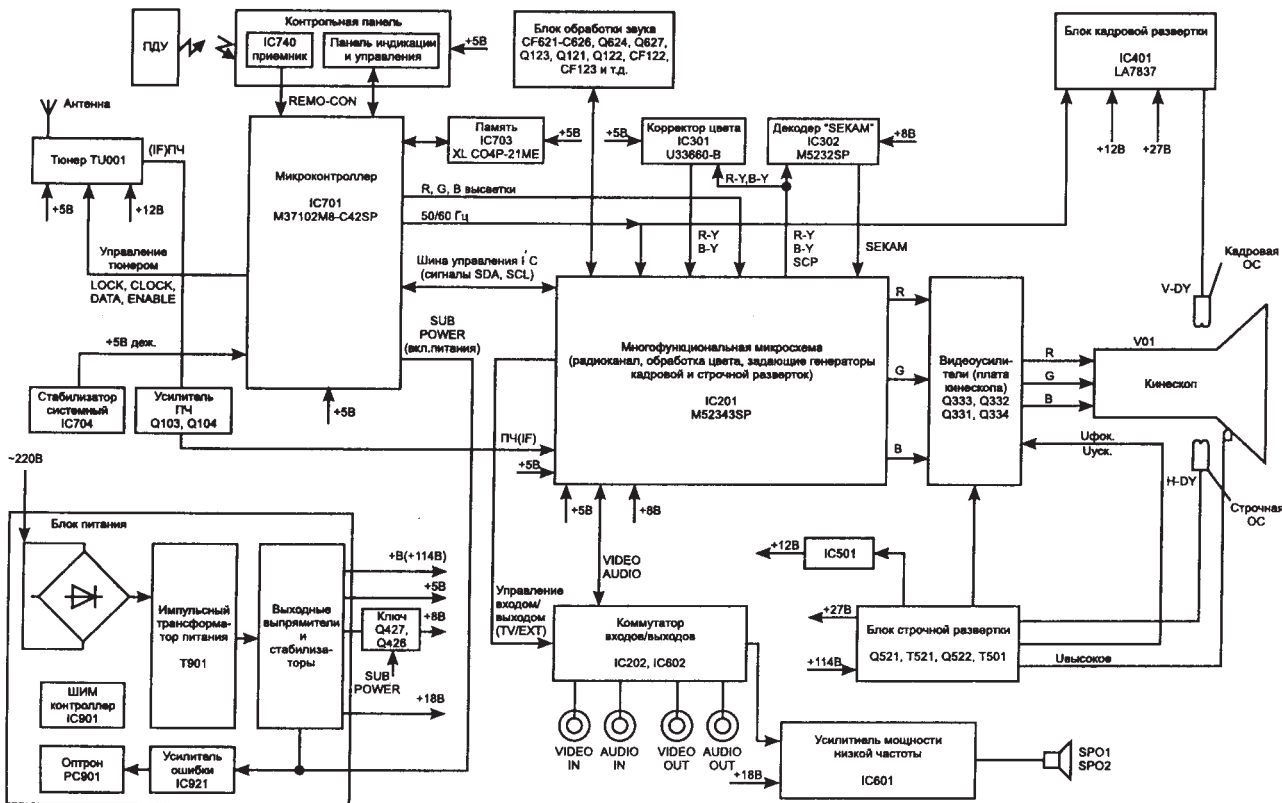 ПДУ
Контрольная панель
IC740
приемник
Панель индикации
и управления
+5В
REMO-CON
Блок обработки звука
CF621-C626, Q624, Q627,
Q123, Q121, Q122, CF122,
CF123 и т.д.
Блок кадровой развертки
IC401
LA7837
+12В
+27В
Антенна
Тюнер TU001
(IF)ПЧ
+5В
+12В
Управление
тюнером
LOCK, CLOCK,
DATA, ENABLE
Микроконтроллер
IC701
M37102M8-C42SP
Память
IC703
XL CO4P-21ME
+5В
+5В
Корректор цвета
IC301
U33660-B
Декодер "SEKAM"
IC302
M5232SP
+8В
R-Y,B-Y
R, G, B высветки
50/60 Гц
R-Y
B-Y
R-Y
B-Y
SCP
SEKAM
Шина управления I²C
(сигналы SDA, SCL)
SUB
POWER
(вкл.питания)
+5В деж.
Стабилизатор
системный
IC704
Усилитель
ПЧ
Q103, Q104
+5В
Многофункциональная микросхема
(радиоканал, обработка цвета, задающие генераторы
кадровой и строчной разверток)
IC201
M52343SP
R
G
B
Видеоусили-
тели (плата
кинескопа)
Q333, Q332
Q331, Q334
R
G
B
V01
Кинескоп
V-DY
Кадровая
ОС
Uфок.
Uуск.
H-DY
Строчная
ОС
ПЧ(IF)
+5В
+5В
+8В
VIDEO
AUDIO
~220В
Блок питания
Импульсный
трансформа-
тор питания
T901
Выходные
выпрямители
и
стабилиза-
торы
+В(+114В)
+5В
Ключ
Q427,
Q426
+8В
SUB
POWER
+18В
ШИМ
контроллер
IC901
Оптрон
PC901
Усилитель
ошибки
IC921
Управление
входом/
выходом
(TV/EXT)
Коммутатор
входов/выходов
IC202, IC602
VIDEO
IN
AUDIO
IN
VIDEO
OUT
AUDIO
OUT
+12В
IC501
+27В
+114В
Блок строчной развертки
Q521, T521, Q522, T501
Uвысокое
Усилитиель мощности
низкой частоты
IC601
+18В
SPO1
SPO2